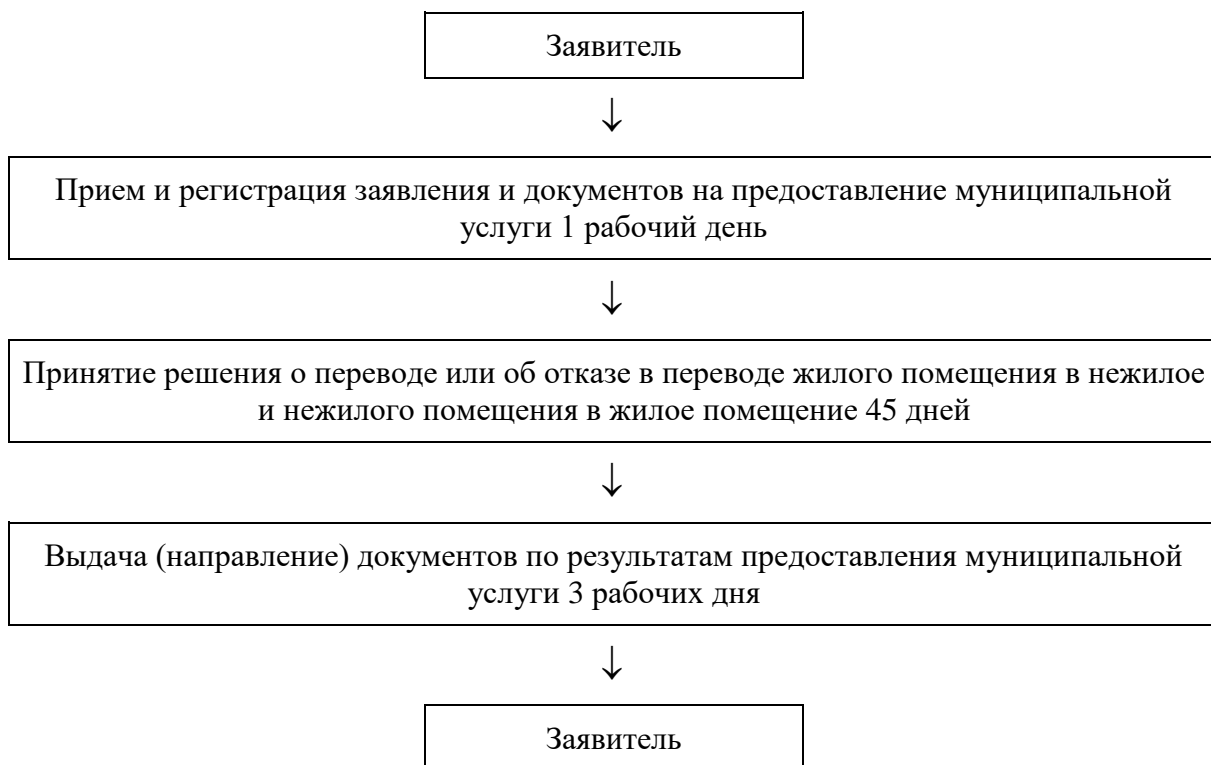 Заявитель
↓
Прием и регистрация заявления и документов на предоставление муниципальной
услуги 1 рабочий день
↓
Принятие решения о переводе или об отказе в переводе жилого помещения в нежилое
и нежилого помещения в жилое помещение 45 дней
↓
Выдача (направление) документов по результатам предоставления муниципальной
услуги 3 рабочих дня
↓
Заявитель